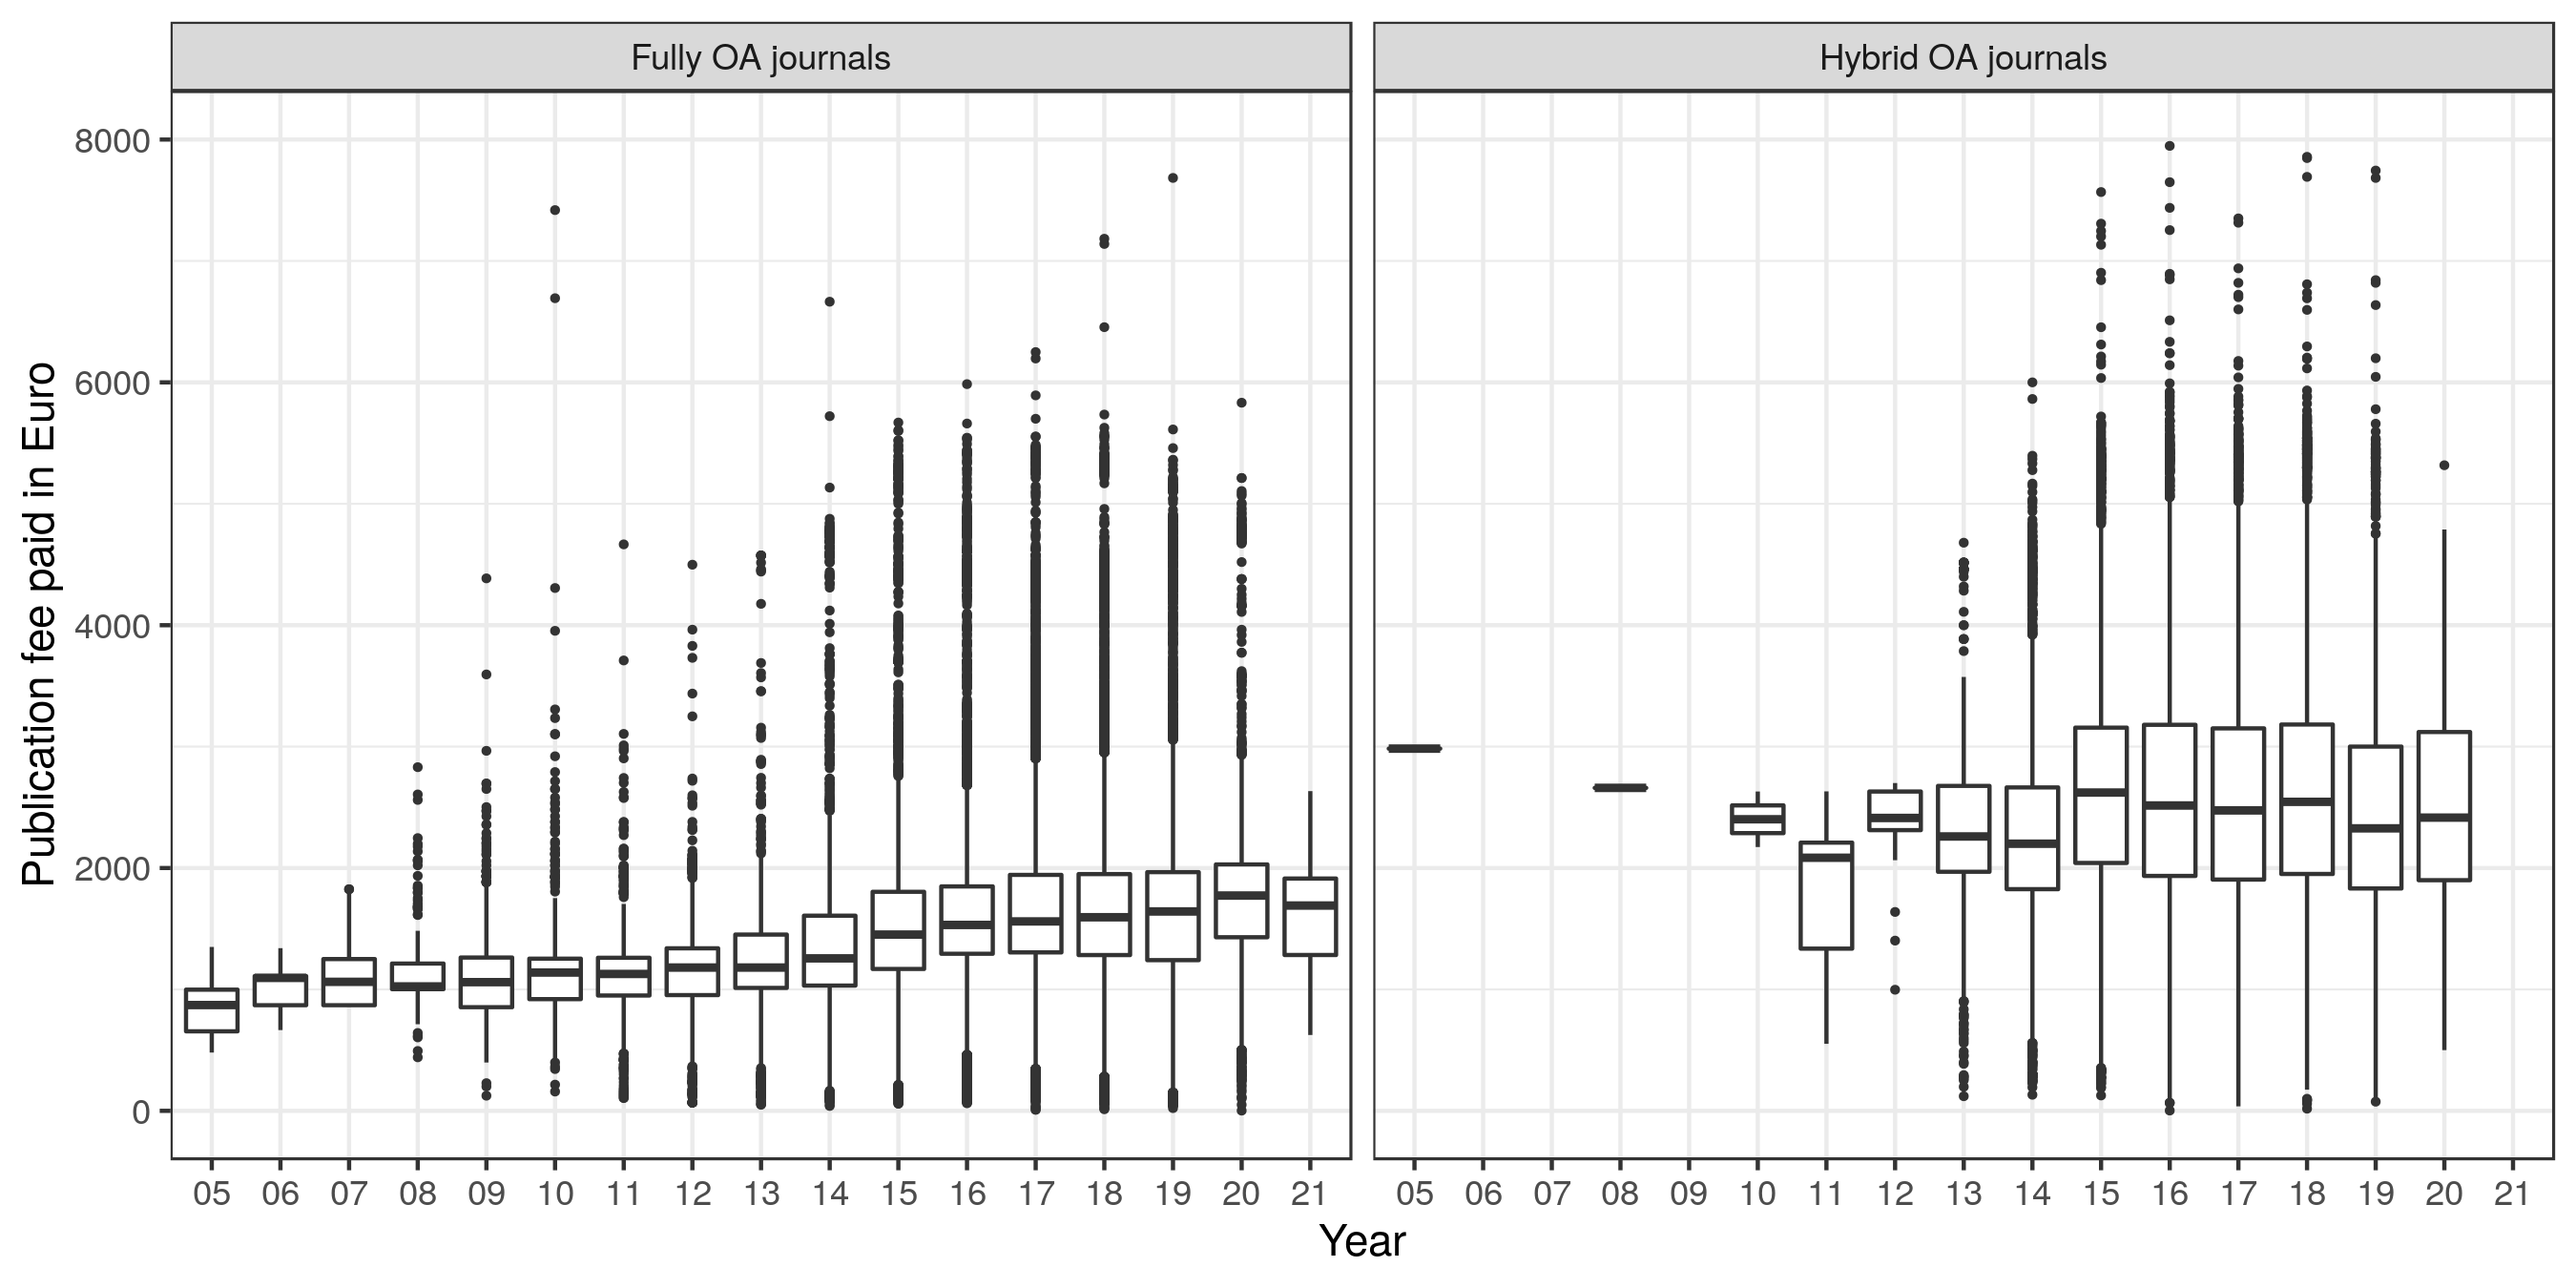 Fully OA journals
Hybrid OA journals
Publication fee paid in Euro
8000
6000
4000
2000
0
05 06 07 08 09 10 11 12 13 14 15 16 17 18 19 20 21
05 06 07 08 09 10 11 12 13 14 15 16 17 18 19 20 21
Year